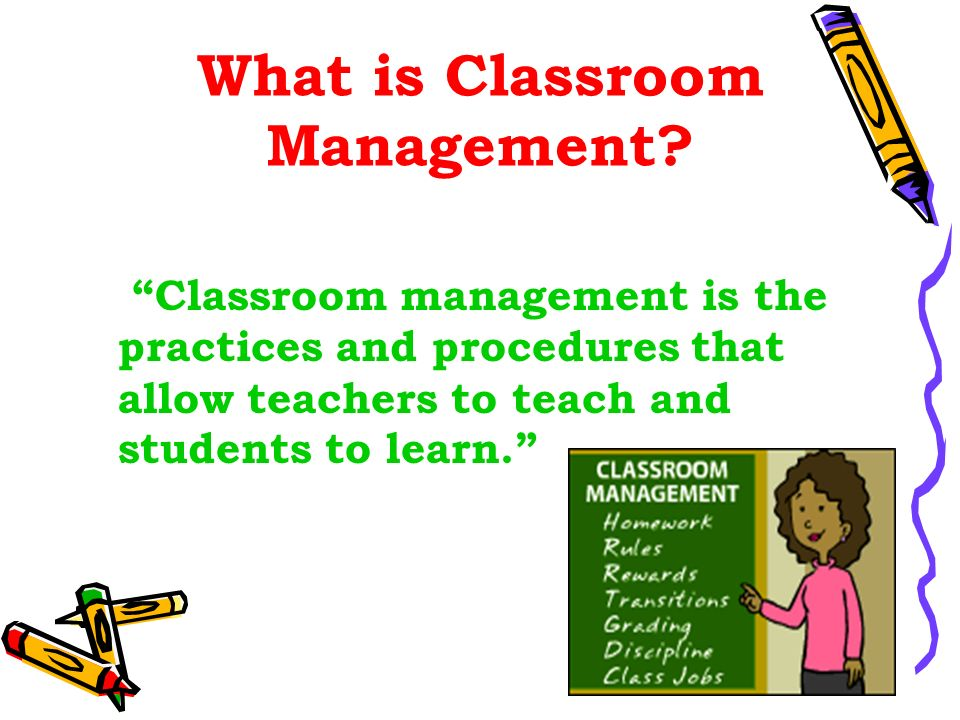 What is Classroom
Management?
“Classroom management is the
practices and procedures that
allow teachers to teach and
students to learn.”
CLASSROOM
MANAGEMENT
Homework
Rules
Rewards
Transitions
Grading
Discipline
Class Jobs